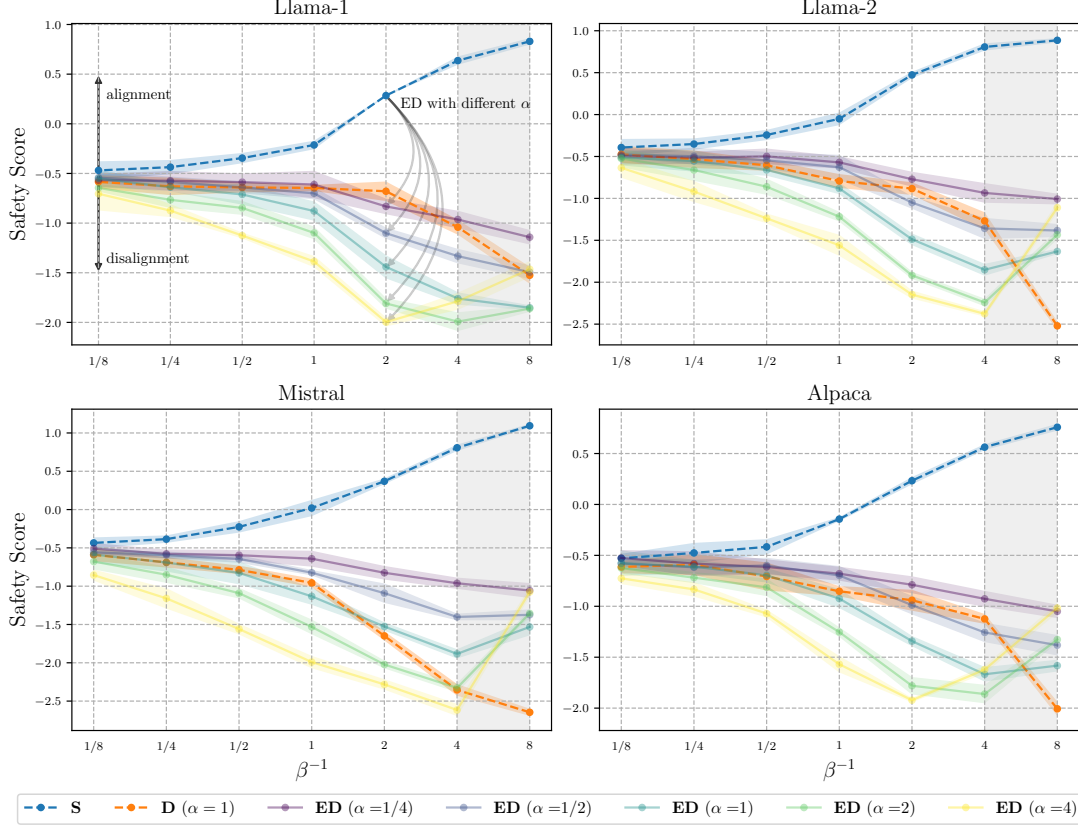 Llama-1
Llama-2
Safety Score
1.0
0.5
0.0
−0.5
−1.0
−1.5
−2.0
alignment
disalignment
ED with different α
1/8 1/4 1/2 1 2 4 8
1.0
0.5
0.0
−0.5
−1.0
−1.5
−2.0
−2.5
1/8 1/4 1/2 1 2 4 8
Mistral
Alpaca
Safety Score
1.0
0.5
0.0
−0.5
−1.0
−1.5
−2.0
−2.5
1/8 1/4 1/2 1 2 4 8
β⁻¹
1.0
0.5
0.0
−0.5
−1.0
−1.5
−2.0
1/8 1/4 1/2 1 2 4 8
β⁻¹
S D (α = 1) ED (α =1/4) ED (α =1/2) ED (α =1) ED (α =2) ED (α =4)